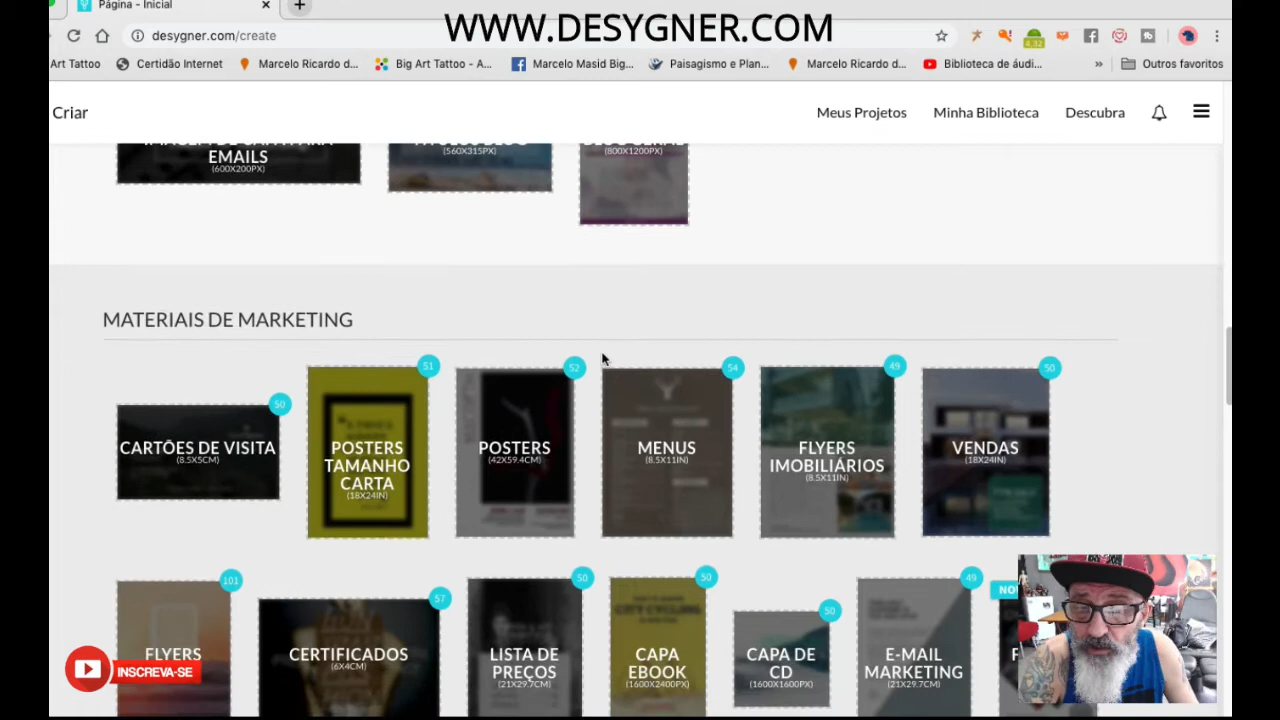 Página - Inicial
WWW.DESYGNER.COM
desygner.com/create
4,32
Art Tattoo
Certidão Internet
Marcelo Ricardo d...
Big Art Tattoo - A...
Marcelo Masid Big...
Paisagismo e Plan...
Marcelo Ricardo d...
Biblioteca de áudi...
»
Outros favoritos
Criar
Meus Projetos
Minha Biblioteca
Descubra
EMAILS
(600X200PX)
(560X315PX)
(800X1200PX)
MATERIAIS DE MARKETING
50
CARTÕES DE VISITA
(8.5X5CM)
51
POSTERS
TAMANHO
CARTA
(18X24IN)
52
POSTERS
(42X59.4CM)
54
MENUS
(8.5X11IN)
49
FLYERS
IMOBILIÁRIOS
(8.5X11IN)
50
VENDAS
(18X24IN)
101
FLYERS
57
CERTIFICADOS
(6X4CM)
50
LISTA DE
PREÇOS
(21X29.7CM)
50
CAPA
EBOOK
(1600X2400PX)
50
CAPA DE
CD
(1600X1600PX)
49
E-MAIL
MARKETING
(21X29.7CM)
INSCREVA-SE